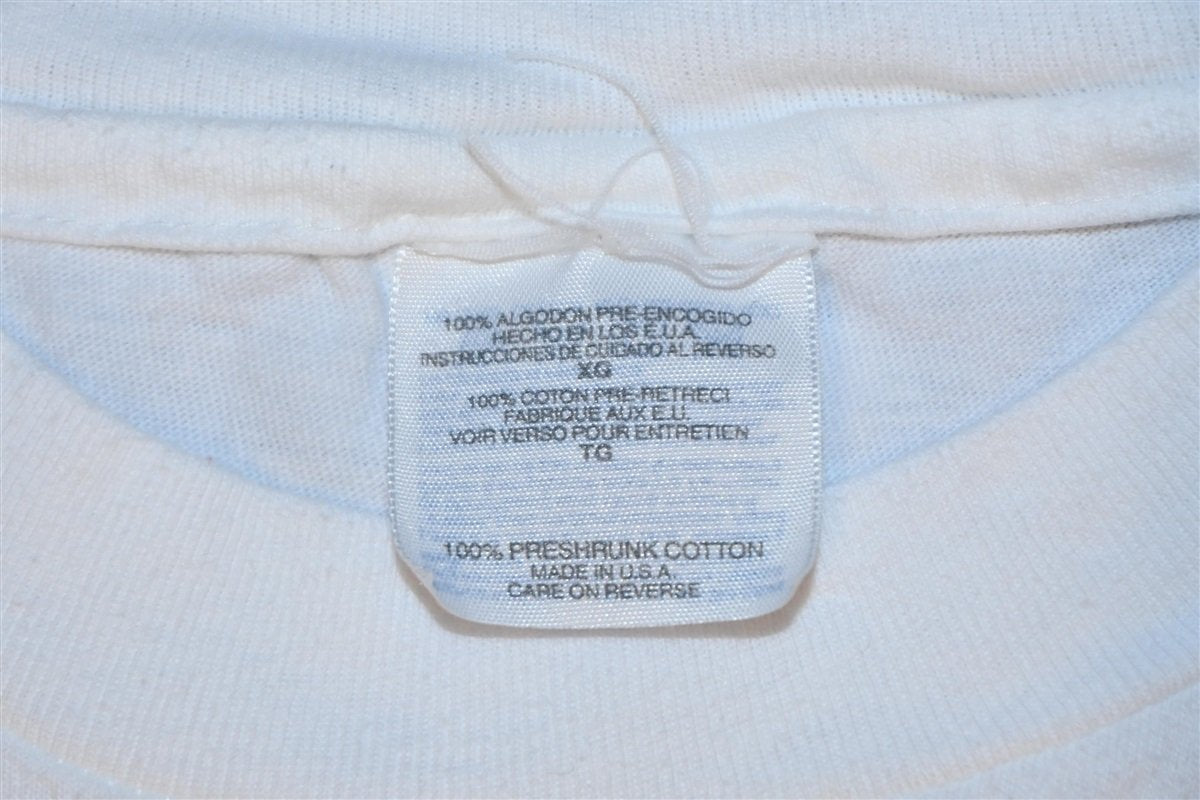 100% ALGODON PRE-ENCOGIDO
HECHO EN LOS E.U.A.
INSTRUCCIONES DE CUIDADO AL REVERSO
XG
100% COTON PRE-RETRECI
FABRIQUE AUX E.U.
VOIR VERSO POUR ENTRETIEN
TG
100% PRESHRUNK COTTON
MADE IN U.S.A.
CARE ON REVERSE